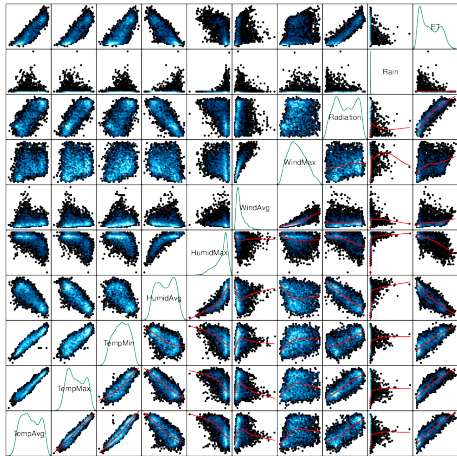 ET
Rain
Radiation
WindMax
WindAvg
HumidMax
HumidAvg
TempMin
TempMax
TempAvg